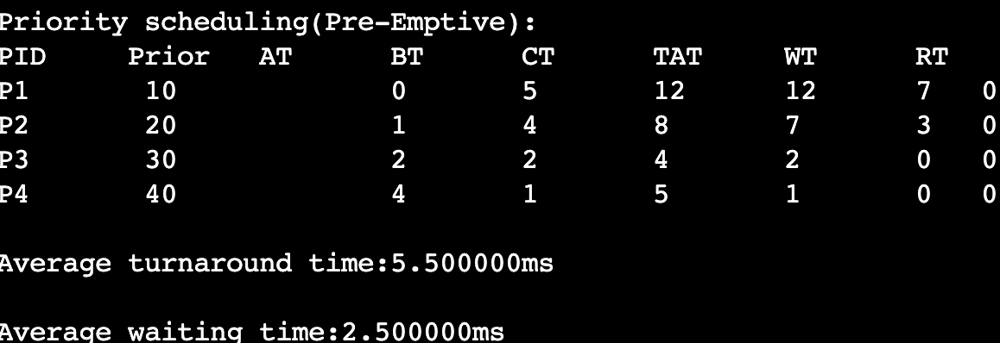 Priority scheduling(Pre-Emptive):
PID Prior AT BT CT TAT WT RT
P1 10 0 5 12 12 7 0
P2 20 1 4 8 7 3 0
P3 30 2 2 4 2 0 0
P4 40 4 1 5 1 0 0
Average turnaround time:5.500000ms
Average waiting time:2.500000ms